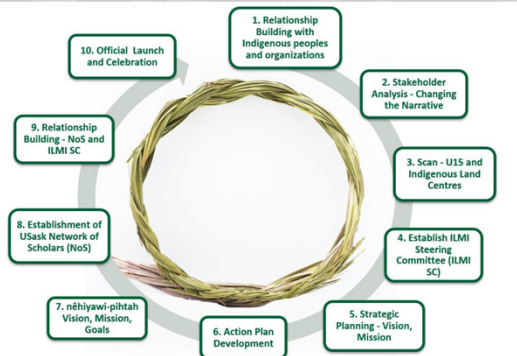 1. Relationship
Building with
Indigenous peoples
and organizations
2. Stakeholder
Analysis - Changing
the Narrative
3. Scan - U15 and
Indigenous Land
Centres
4. Establish ILMI
Steering
Committee (ILMI
SC)
5. Strategic
Planning - Vision,
Mission
6. Action Plan
Development
7. nēhiyawi-pihtah
Vision, Mission,
Goals
8. Establishment of
USask Network of
Scholars (NoS)
9. Relationship
Building - NoS and
ILMI SC
10. Official Launch
and Celebration